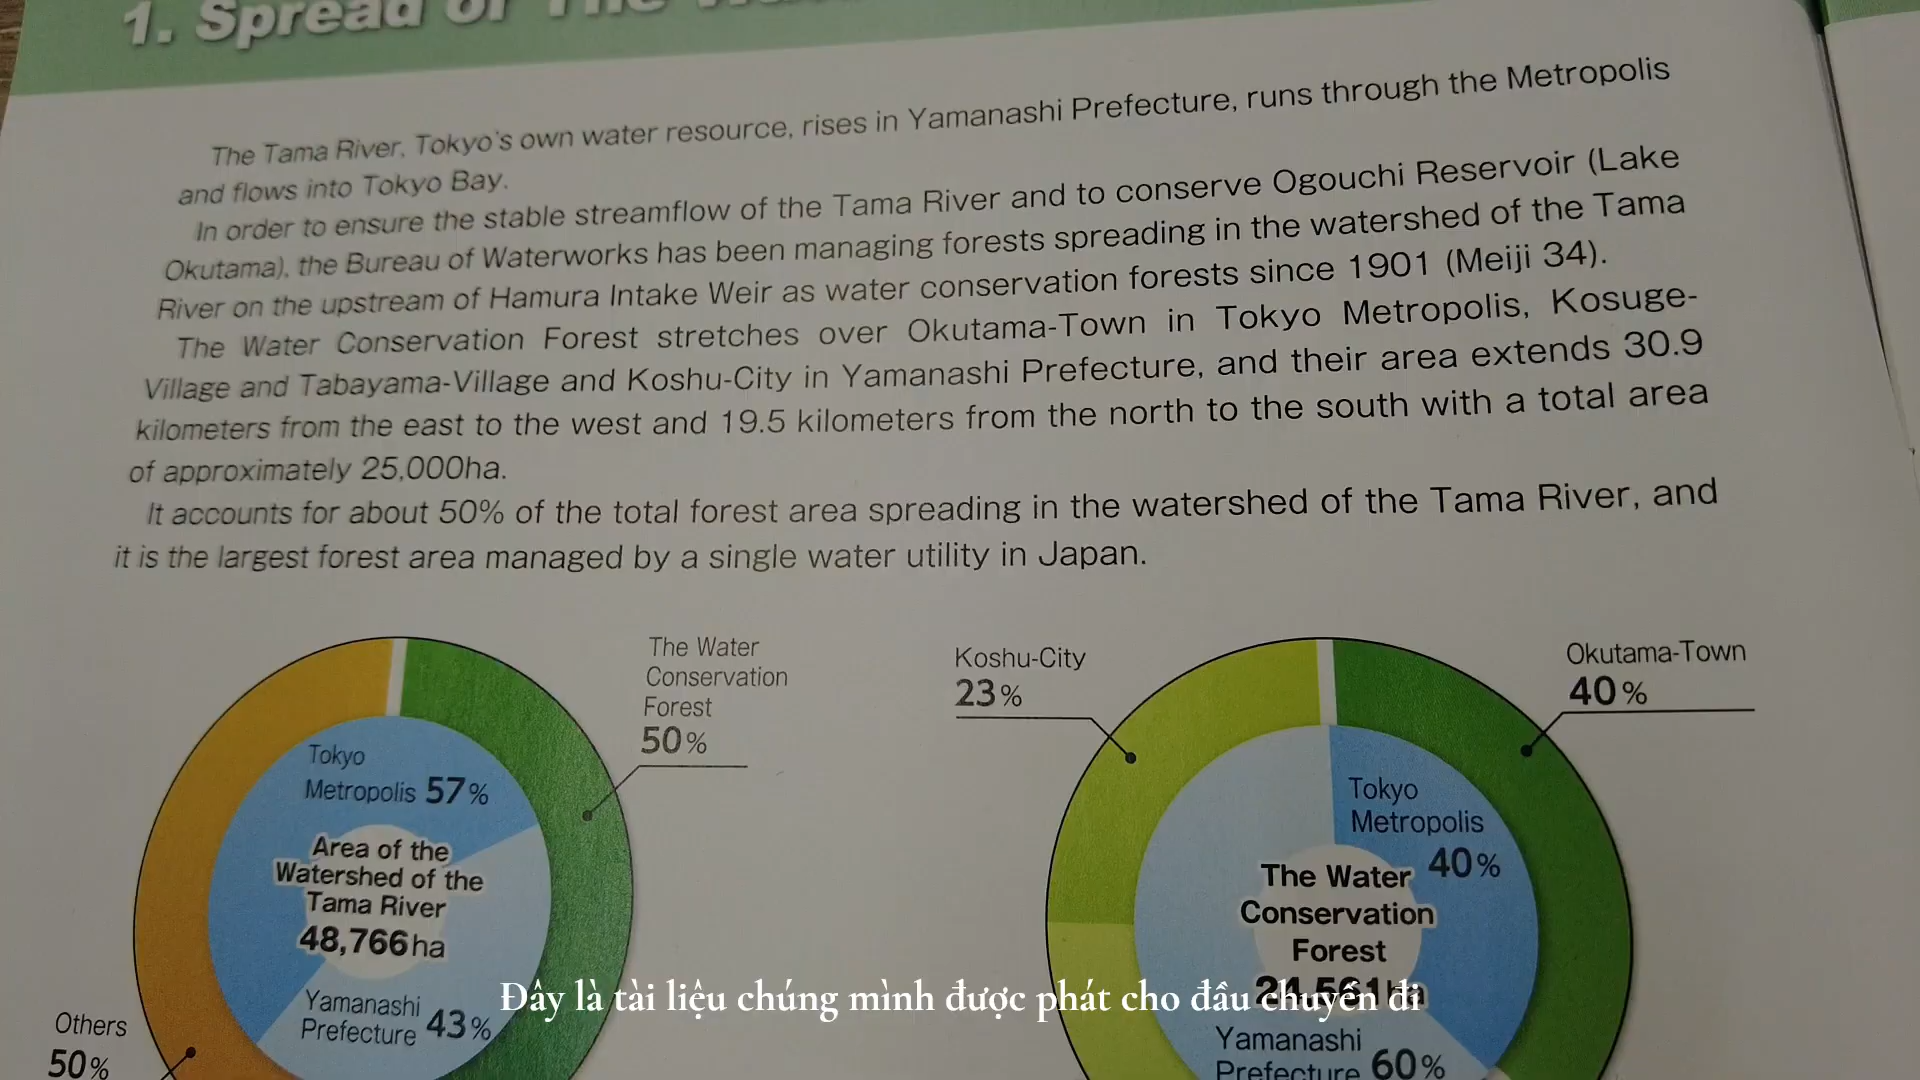 1. Spread of The
The Tama River, Tokyo's own water resource, rises in Yamanashi Prefecture, runs through the Metropolis
and flows into Tokyo Bay.
In order to ensure the stable streamflow of the Tama River and to conserve Ogouchi Reservoir (Lake
Okutama), the Bureau of Waterworks has been managing forests spreading in the watershed of the Tama
River on the upstream of Hamura Intake Weir as water conservation forests since 1901 (Meiji 34).
The Water Conservation Forest stretches over Okutama-Town in Tokyo Metropolis, Kosuge-
Village and Tabayama-Village and Koshu-City in Yamanashi Prefecture, and their area extends 30.9
kilometers from the east to the west and 19.5 kilometers from the north to the south with a total area
of approximately 25,000ha.
It accounts for about 50% of the total forest area spreading in the watershed of the Tama River, and
it is the largest forest area managed by a single water utility in Japan.
The Water
Conservation
Forest
50%
Tokyo
Metropolis 57%
Area of the
Watershed of the
Tama River
48,766ha
Yamanashi
Prefecture 43%
Others
50%
Koshu-City
23%
Okutama-Town
40%
Tokyo
Metropolis
40%
The Water
Conservation
Forest
24,561ha
Yamanashi
Prefecture 60%
Đây là tài liệu chúng mình được phát cho đầu chuyến đi